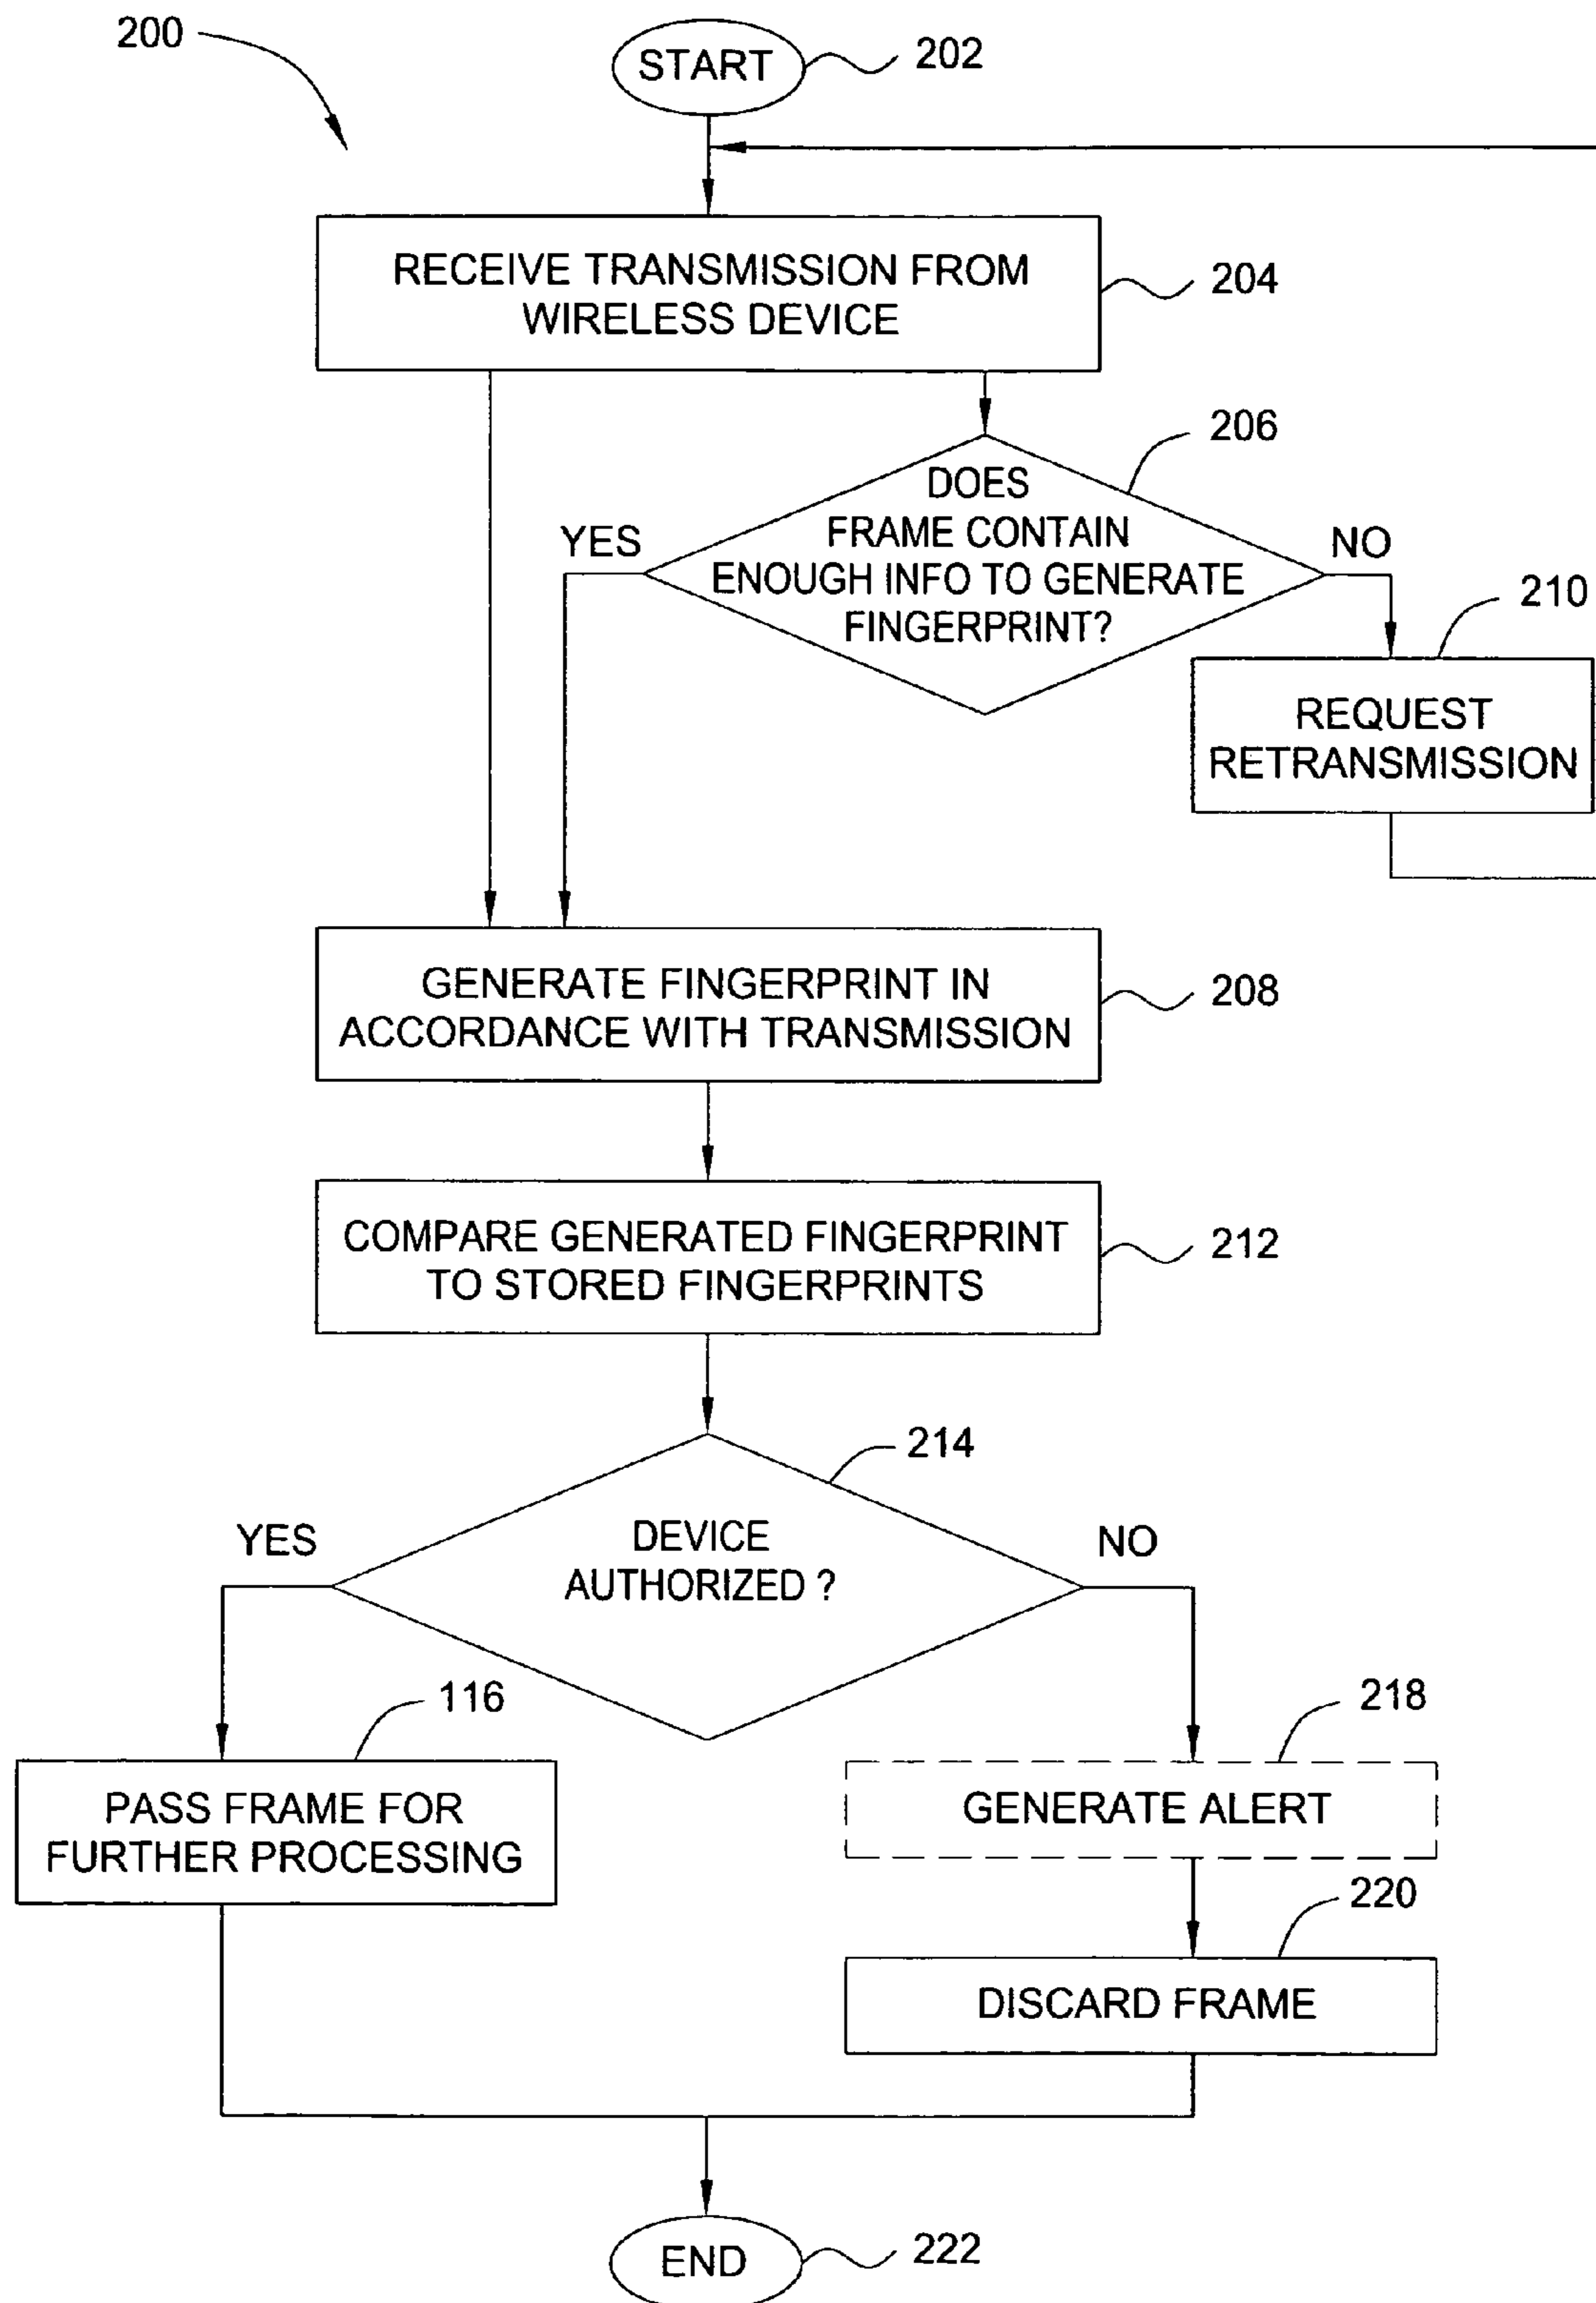 200
START
202
RECEIVE TRANSMISSION FROM
WIRELESS DEVICE
204
206
DOES
FRAME CONTAIN
ENOUGH INFO TO GENERATE
FINGERPRINT?
YES
NO
210
REQUEST
RETRANSMISSION
GENERATE FINGERPRINT IN
ACCORDANCE WITH TRANSMISSION
208
COMPARE GENERATED FINGERPRINT
TO STORED FINGERPRINTS
212
214
DEVICE
AUTHORIZED ?
YES
NO
116
PASS FRAME FOR
FURTHER PROCESSING
218
GENERATE ALERT
220
DISCARD FRAME
END
222